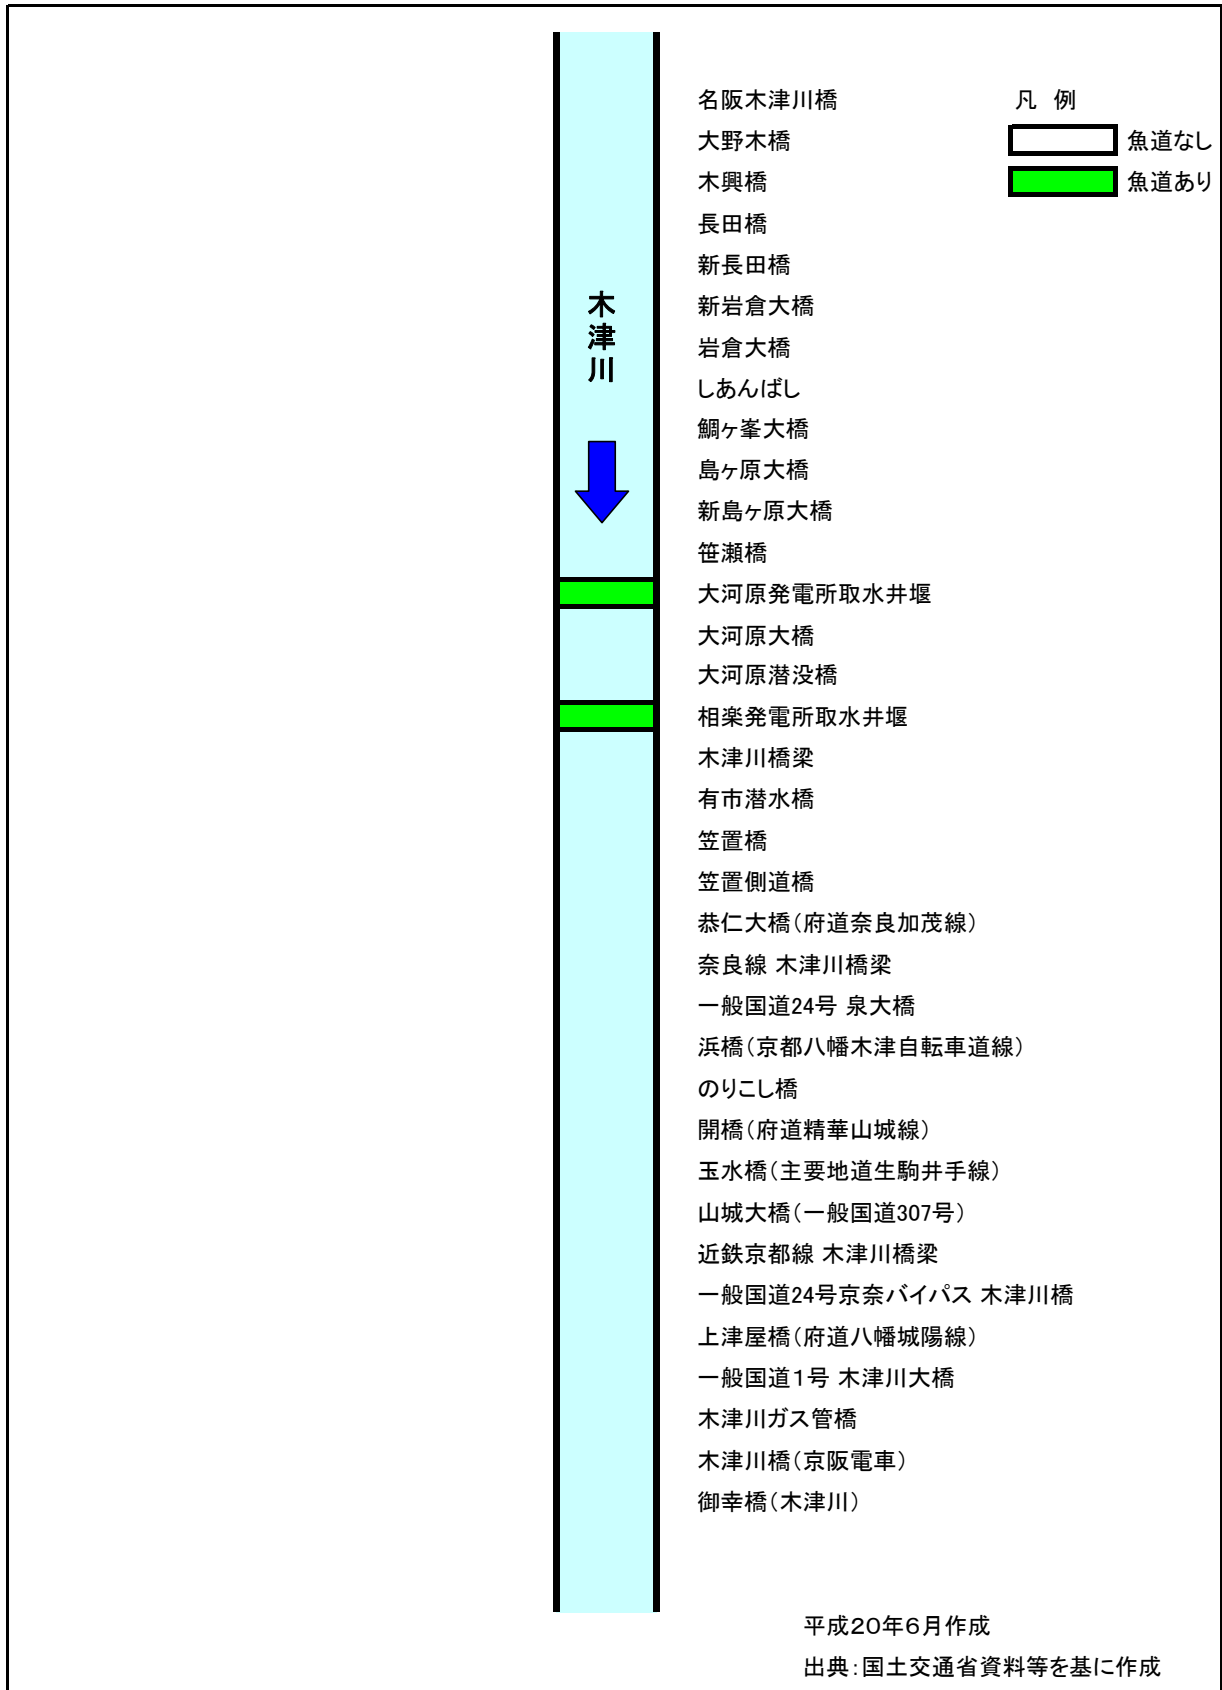 名阪木津川橋
凡 例
大野木橋
魚道なし
木興橋
魚道あり
長田橋
新長田橋
新岩倉大橋
岩倉大橋
しあんばし
鯛ヶ峯大橋
島ヶ原大橋
新島ヶ原大橋
笹瀬橋
木津川
大河原発電所取水井堰
大河原大橋
大河原潜没橋
相楽発電所取水井堰
木津川橋梁
有市潜水橋
笠置橋
笠置側道橋
恭仁大橋（府道奈良加茂線）
奈良線 木津川橋梁
一般国道24号 泉大橋
浜橋（京都八幡木津自転車道線）
のりこし橋
開橋（府道精華山城線）
玉水橋（主要地道生駒井手線）
山城大橋（一般国道307号）
近鉄京都線 木津川橋梁
一般国道24号京奈バイパス 木津川橋
上津屋橋（府道八幡城陽線）
一般国道１号 木津川大橋
木津川ガス管橋
木津川橋（京阪電車）
御幸橋（木津川）
平成２０年６月作成
出典：国土交通省資料等を基に作成